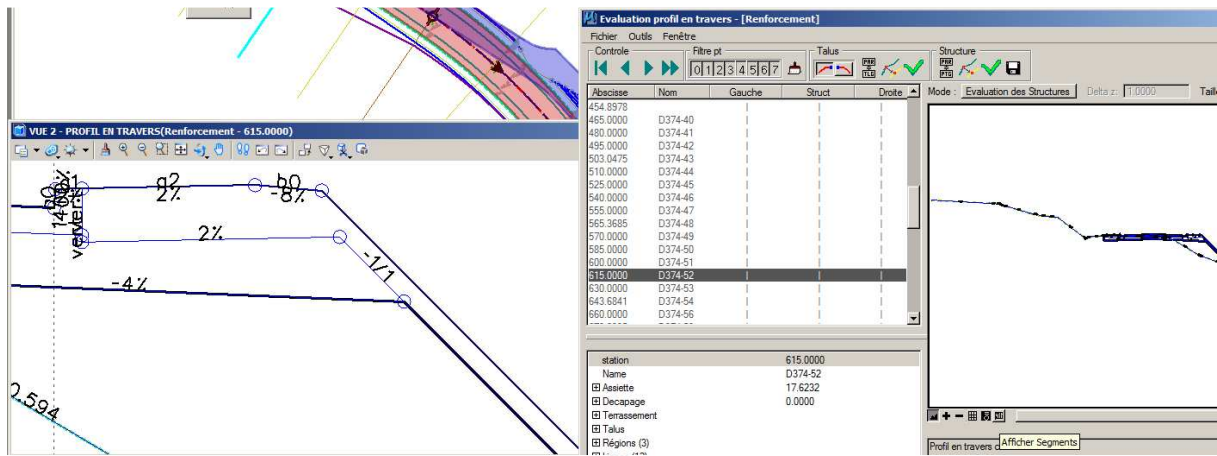 VUE 2 - PROFIL EN TRAVERS(Renforcement - 615.0000)
g2
2%
b0
-8%
2%
-1/1
-4%
0.594
Evaluation profil en travers - [Renforcement]
Fichier Outils Fenêtre
Controle Filtre pt Talus Structure
0 1 2 3 4 5 6 7
Abscisse Nom Gauche Struct Droite
454.8978
465.0000 D374-40
480.0000 D374-41
495.0000 D374-42
503.0475 D374-43
510.0000 D374-44
525.0000 D374-45
540.0000 D374-46
555.0000 D374-47
565.3685 D374-48
570.0000 D374-49
585.0000 D374-50
600.0000 D374-51
615.0000 D374-52
630.0000 D374-53
643.6841 D374-54
660.0000 D374-56
station 615.0000
Name D374-52
Assiette 17.6232
Decapage 0.0000
Terrassement
Talus
Régions (3)
Mode : Evaluation des Structures Delta z: 1.0000 Taill
Afficher Segments
Profil en travers